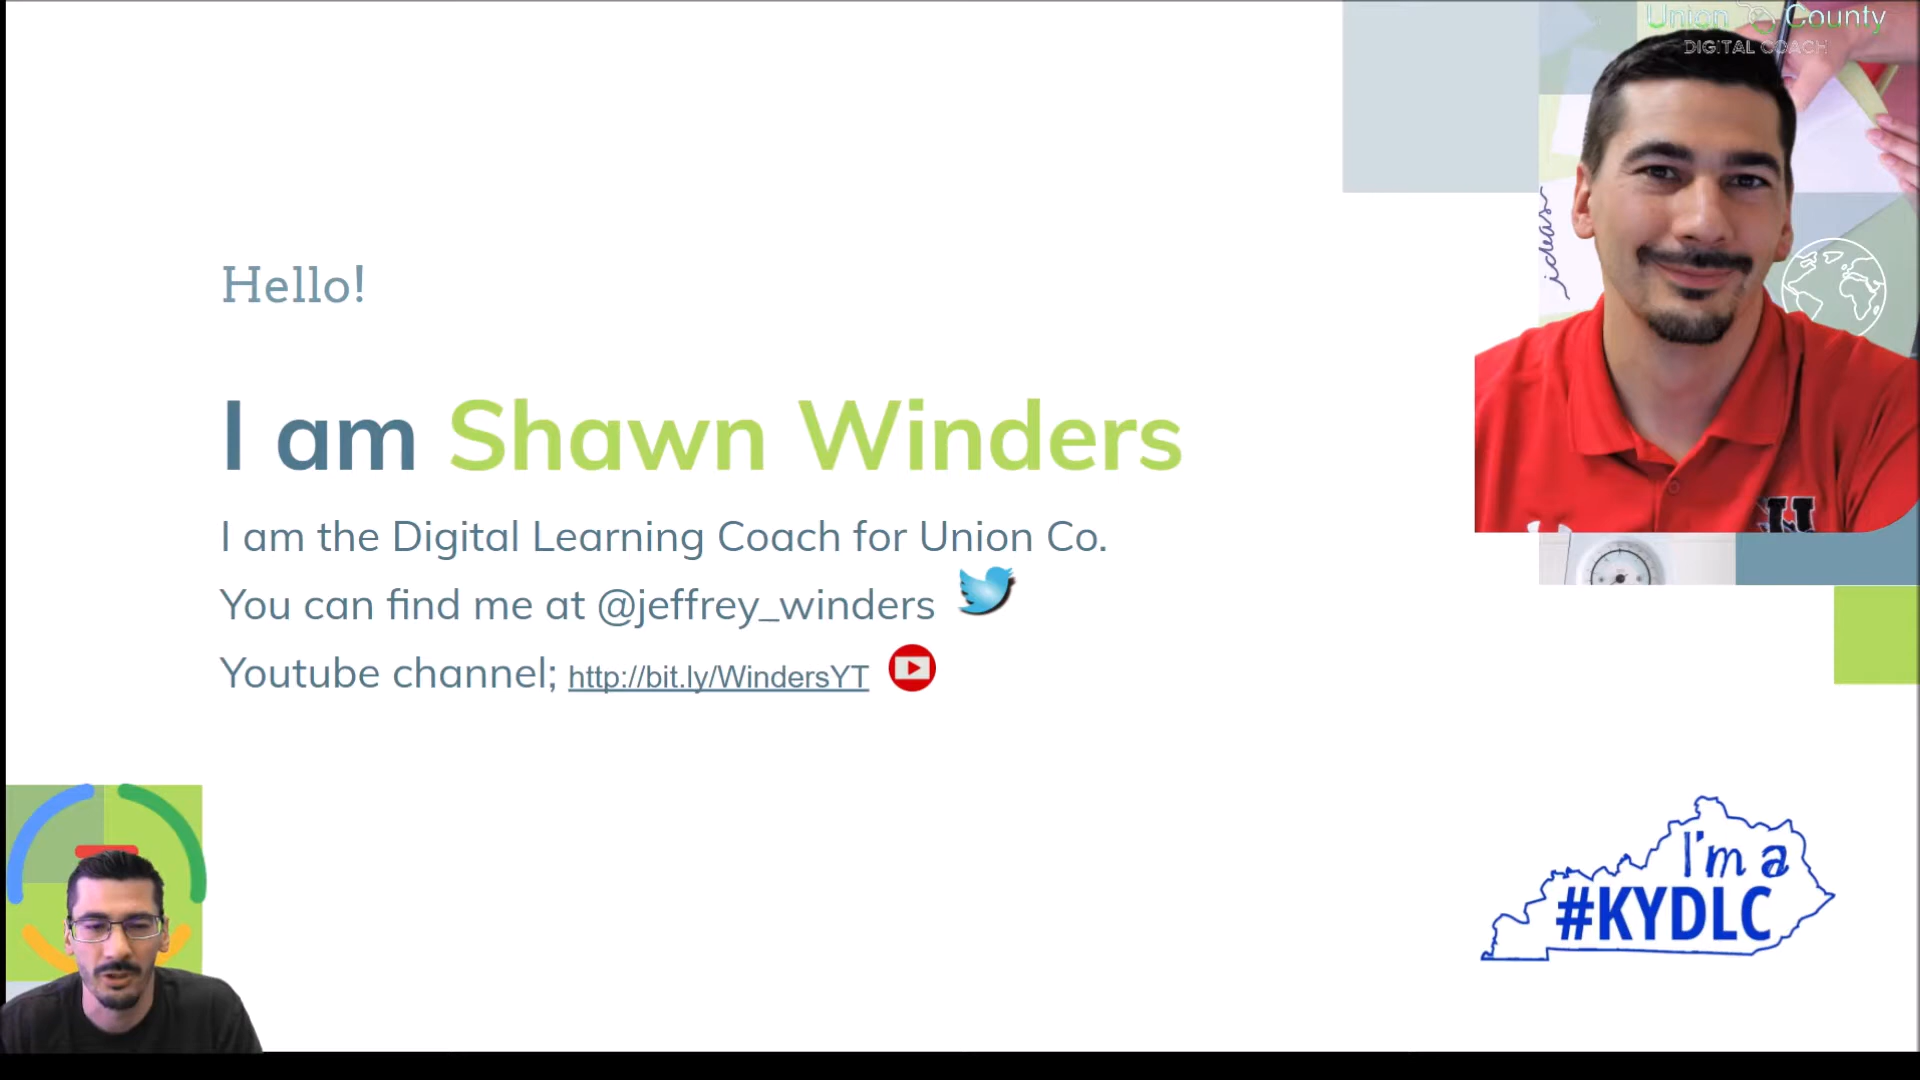 Union County
DIGITAL COACH
ideas
Hello!
I am Shawn Winders
I am the Digital Learning Coach for Union Co.
You can find me at @jeffrey_winders
Youtube channel; http://bit.ly/WindersYT
I'm a
#KYDLC